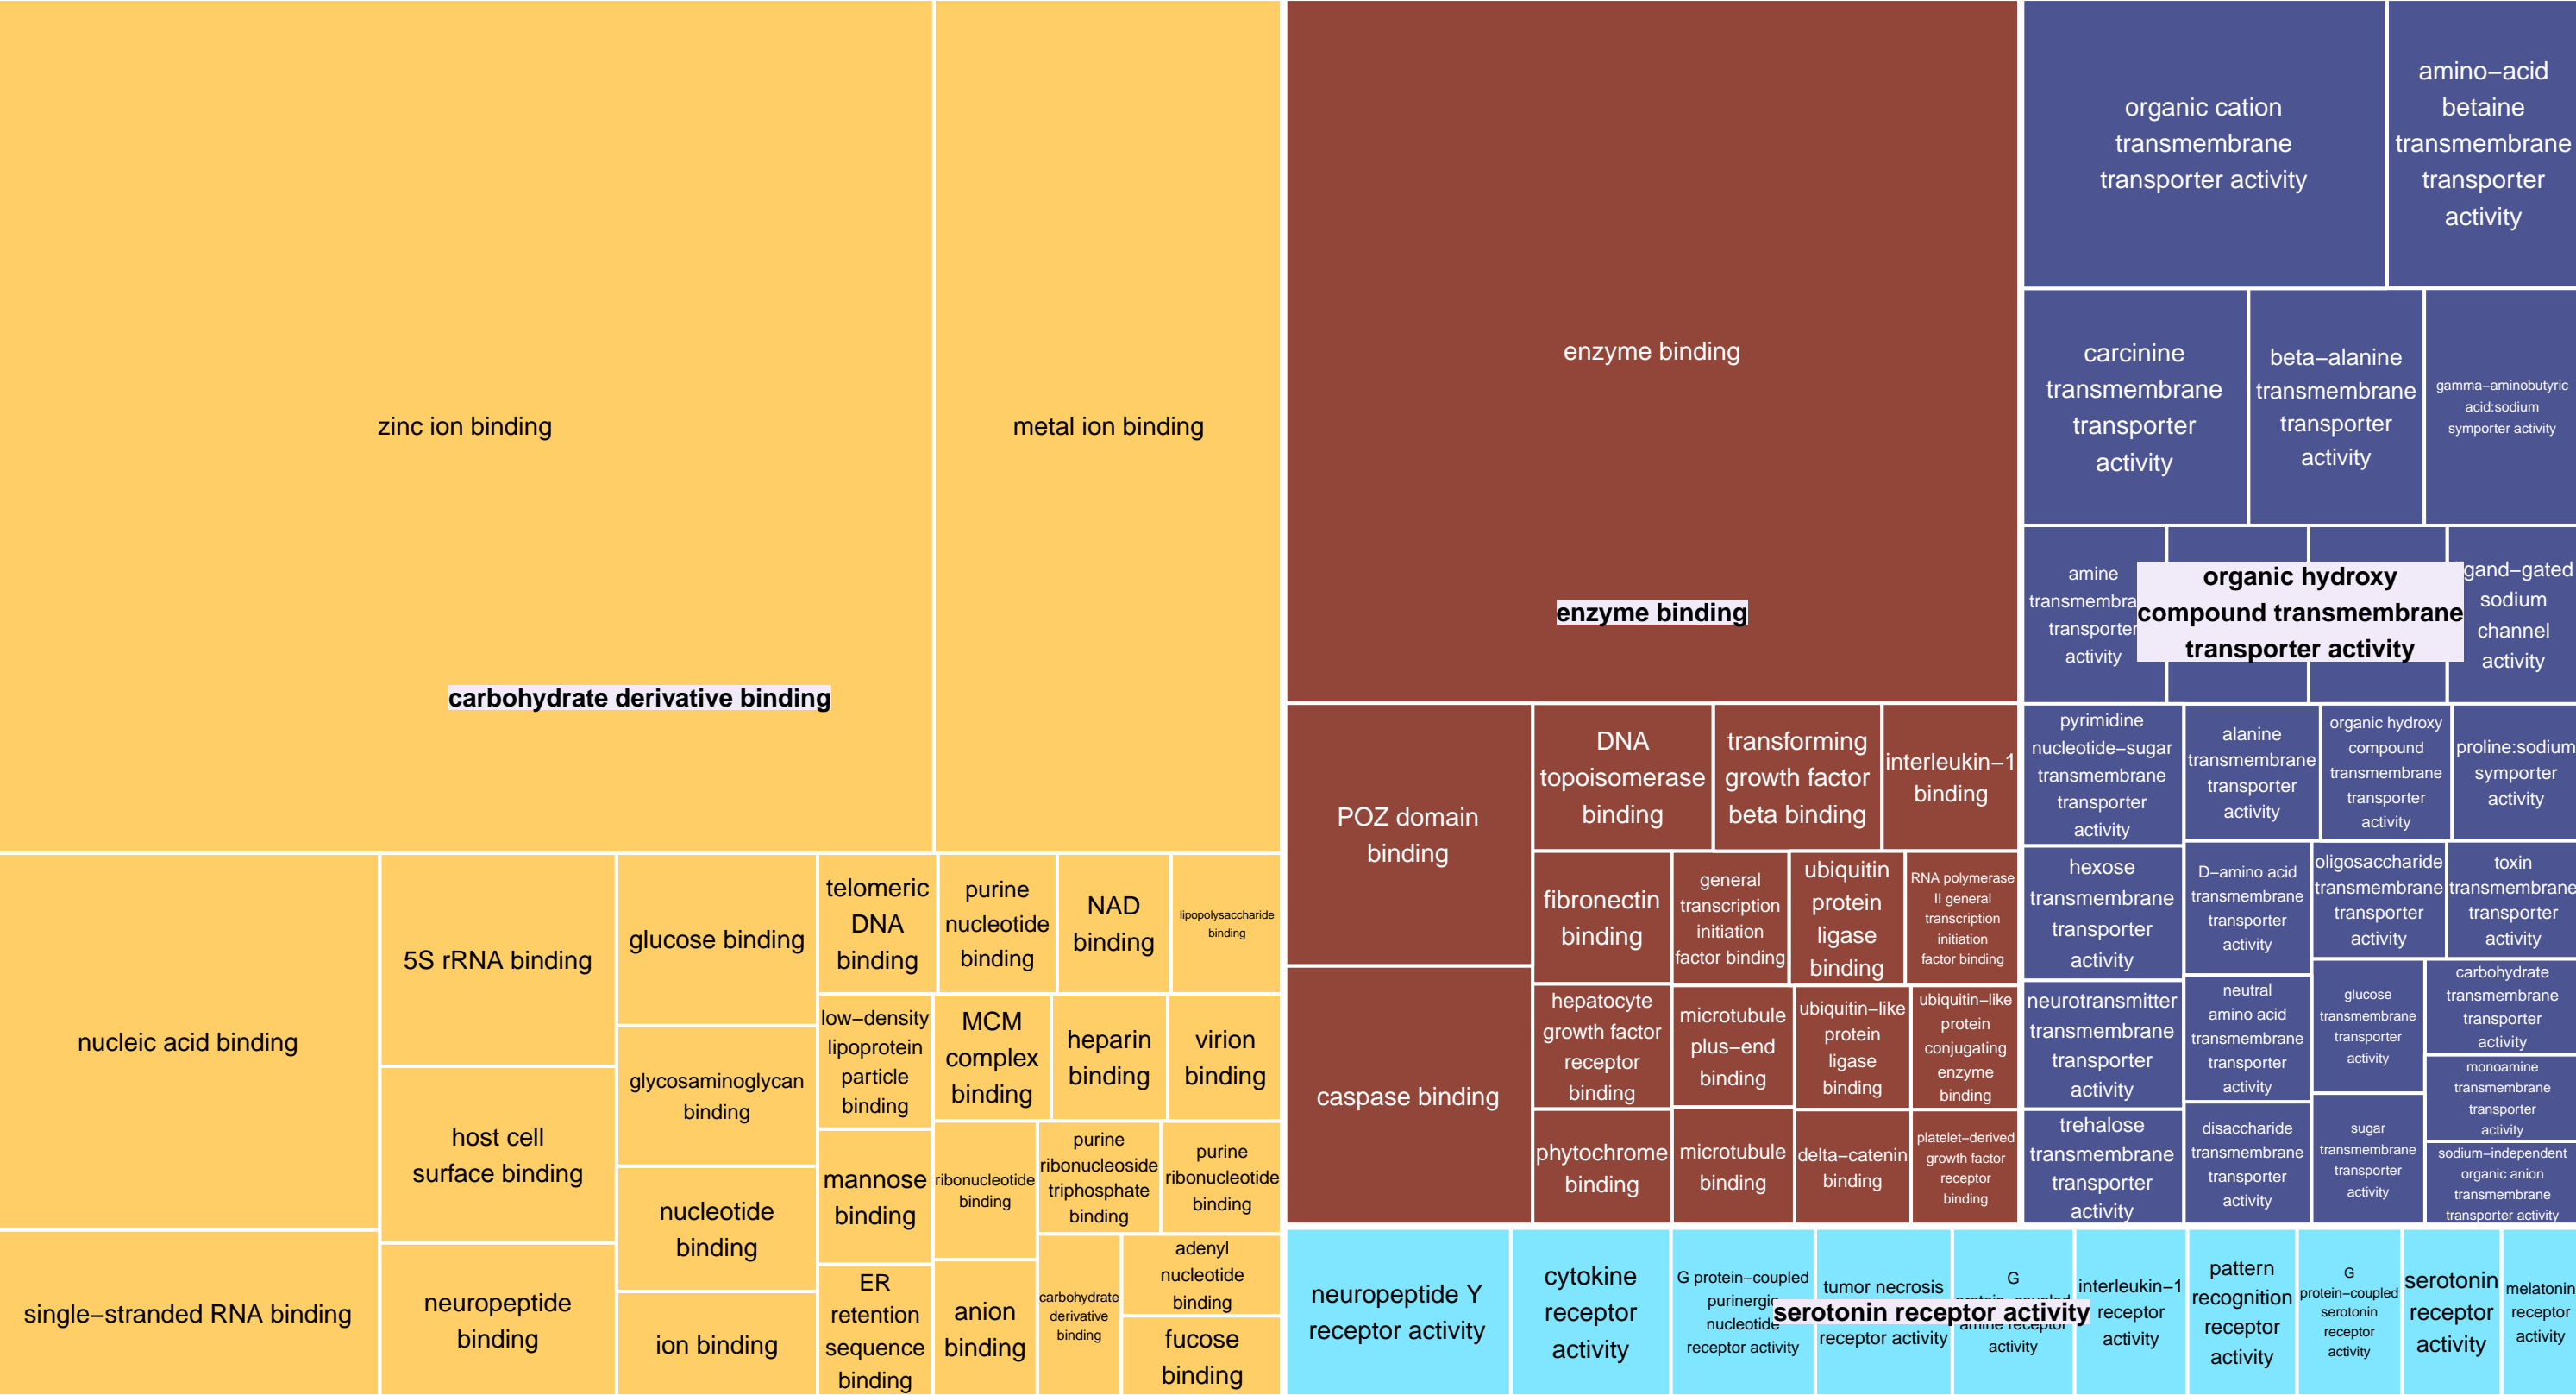 zinc ion binding
metal ion binding
carbohydrate derivative binding
nucleic acid binding
single−stranded RNA binding
5S rRNA binding
host cell
surface binding
neuropeptide
binding
glucose binding
glycosaminoglycan
binding
nucleotide
binding
ion binding
telomeric
DNA
binding
low−density
lipoprotein
particle
binding
mannose
binding
ER
retention
sequence
binding
purine
nucleotide
binding
NAD
binding
lipopolysaccharide
binding
MCM
complex
binding
heparin
binding
virion
binding
ribonucleotide
binding
purine
ribonucleoside
triphosphate
binding
purine
ribonucleotide
binding
anion
binding
carbohydrate
derivative
binding
adenyl
nucleotide
binding
fucose
binding
enzyme binding
enzyme binding
POZ domain
binding
caspase binding
DNA
topoisomerase
binding
transforming
growth factor
beta binding
interleukin−1
binding
fibronectin
binding
general
transcription
initiation
factor binding
ubiquitin
protein
ligase
binding
RNA polymerase
II general
transcription
initiation
factor binding
hepatocyte
growth factor
receptor
binding
microtubule
plus−end
binding
ubiquitin−like
protein
ligase
binding
ubiquitin−like
protein
conjugating
enzyme
binding
phytochrome
binding
microtubule
binding
delta−catenin
binding
platelet−derived
growth factor
receptor
binding
organic cation
transmembrane
transporter activity
amino−acid
betaine
transmembrane
transporter
activity
carcinine
transmembrane
transporter
activity
beta−alanine
transmembrane
transporter
activity
gamma−aminobutyric
acid:sodium
symporter activity
amine
transporter
activity
organic hydroxy
compound transmembrane
transporter activity
sodium
channel
activity
pyrimidine
nucleotide−sugar
transmembrane
transporter
activity
alanine
transmembrane
transporter
activity
organic hydroxy
compound
transmembrane
transporter
activity
proline:sodium
symporter
activity
hexose
transmembrane
transporter
activity
D−amino acid
transmembrane
transporter
activity
oligosaccharide
transmembrane
transporter
activity
toxin
transmembrane
transporter
activity
neurotransmitter
transmembrane
transporter
activity
neutral
amino acid
transmembrane
transporter
activity
glucose
transmembrane
transporter
activity
carbohydrate
transmembrane
transporter
activity
monoamine
transmembrane
transporter
activity
trehalose
transmembrane
transporter
activity
disaccharide
transmembrane
transporter
activity
sugar
transmembrane
transporter
activity
sodium−independent
organic anion
transmembrane
transporter activity
neuropeptide Y
receptor activity
cytokine
receptor
activity
G protein−coupled
purinergic
nucleotide
receptor activity
tumor necrosis
receptor activity
serotonin receptor activity
G
protein−coupled
amine receptor
activity
interleukin−1
receptor
activity
pattern
recognition
receptor
activity
G
protein−coupled
serotonin
receptor
activity
serotonin
receptor
activity
melatonin
receptor
activity